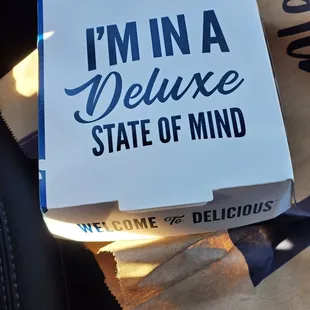 I'M IN A
Deluxe
STATE OF MIND
WELCOME To DELICIOUS